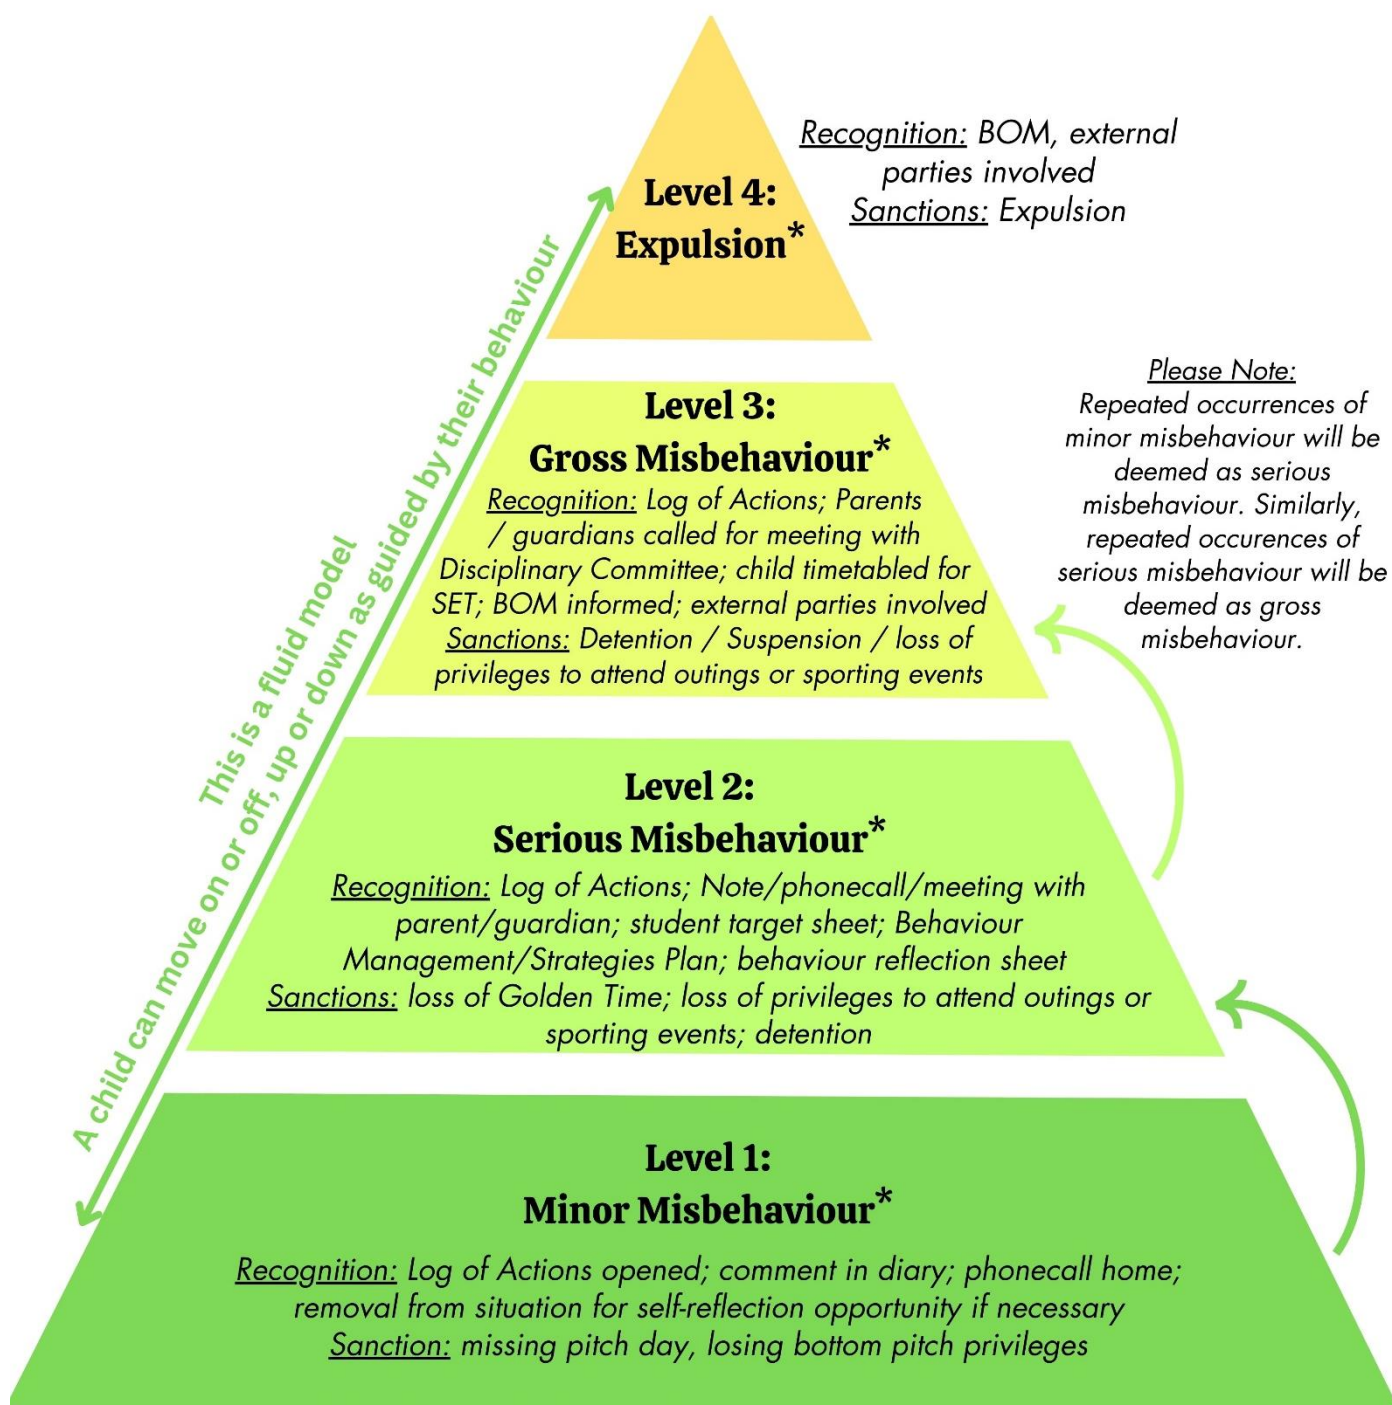 Recognition: BOM, external
parties involved
Sanctions: Expulsion
Level 4:
Expulsion*
This is a fluid model
A child can move on or off, up or down as guided by their behaviour
Please Note:
Repeated occurrences of
minor misbehaviour will be
deemed as serious
misbehaviour. Similarly,
repeated occurences of
serious misbehaviour will be
deemed as gross
misbehaviour.
Level 3:
Gross Misbehaviour*
Recognition: Log of Actions; Parents
/ guardians called for meeting with
Disciplinary Committee; child timetabled for
SET; BOM informed; external parties involved
Sanctions: Detention / Suspension / loss of
privileges to attend outings or sporting events
Level 2:
Serious Misbehaviour*
Recognition: Log of Actions; Note/phonecall/meeting with
parent/guardian; student target sheet; Behaviour
Management/Strategies Plan; behaviour reflection sheet
Sanctions: loss of Golden Time; loss of privileges to attend outings or
sporting events; detention
Level 1:
Minor Misbehaviour*
Recognition: Log of Actions opened; comment in diary; phonecall home;
removal from situation for self-reflection opportunity if necessary
Sanction: missing pitch day, losing bottom pitch privileges